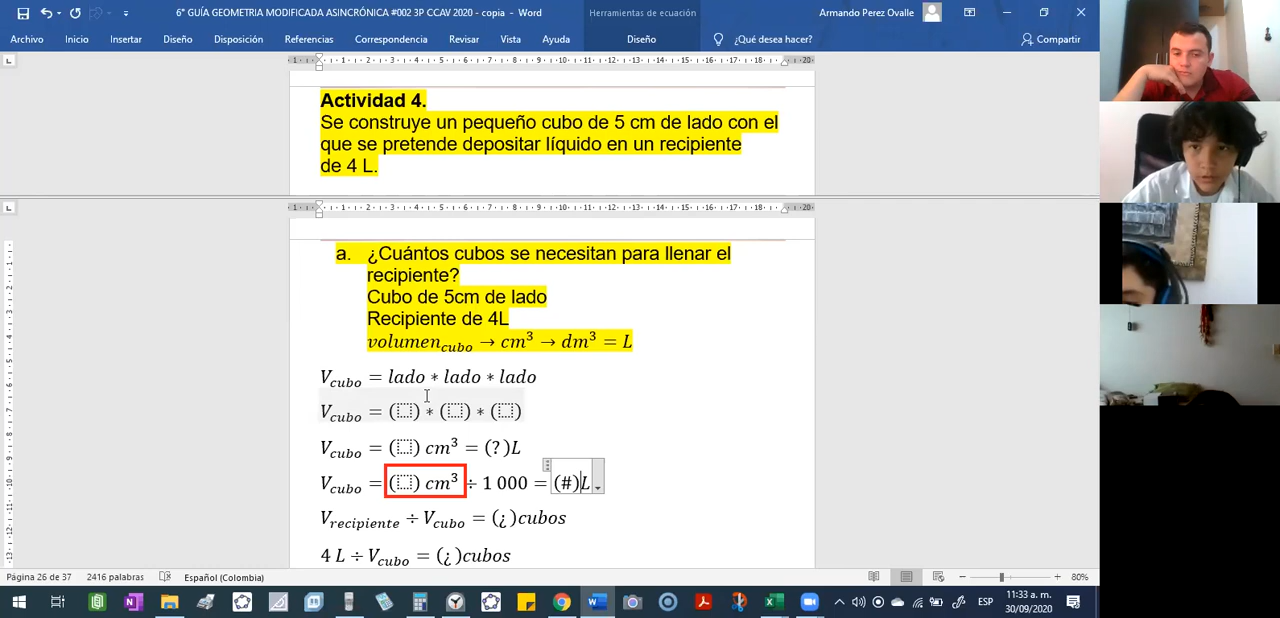 6° GUÍA GEOMETRIA MODIFICADA ASINCRÓNICA #002 3P CCAV 2020 - copia - Word
Herramientas de ecuación
Armando Perez Ovalle
Archivo Inicio Insertar Diseño Disposición Referencias Correspondencia Revisar Vista Ayuda Diseño ¿Qué desea hacer? Compartir
Actividad 4.
Se construye un pequeño cubo de 5 cm de lado con el
que se pretende depositar líquido en un recipiente
de 4 L.
a. ¿Cuántos cubos se necesitan para llenar el
recipiente?
Cubo de 5cm de lado
Recipiente de 4L
volumen_cubo → cm³ → dm³ = L
V_cubo = lado * lado * lado
V_cubo = (⬚) * (⬚) * (⬚)
V_cubo = (⬚) cm³ = (?)L
V_cubo = (⬚) cm³ ÷ 1 000 = (#)L
V_recipiente ÷ V_cubo = (¿)cubos
4 L ÷ V_cubo = (¿)cubos
Página 26 de 37 2416 palabras Español (Colombia) 80%
ESP 11:33 a. m.
30/09/2020